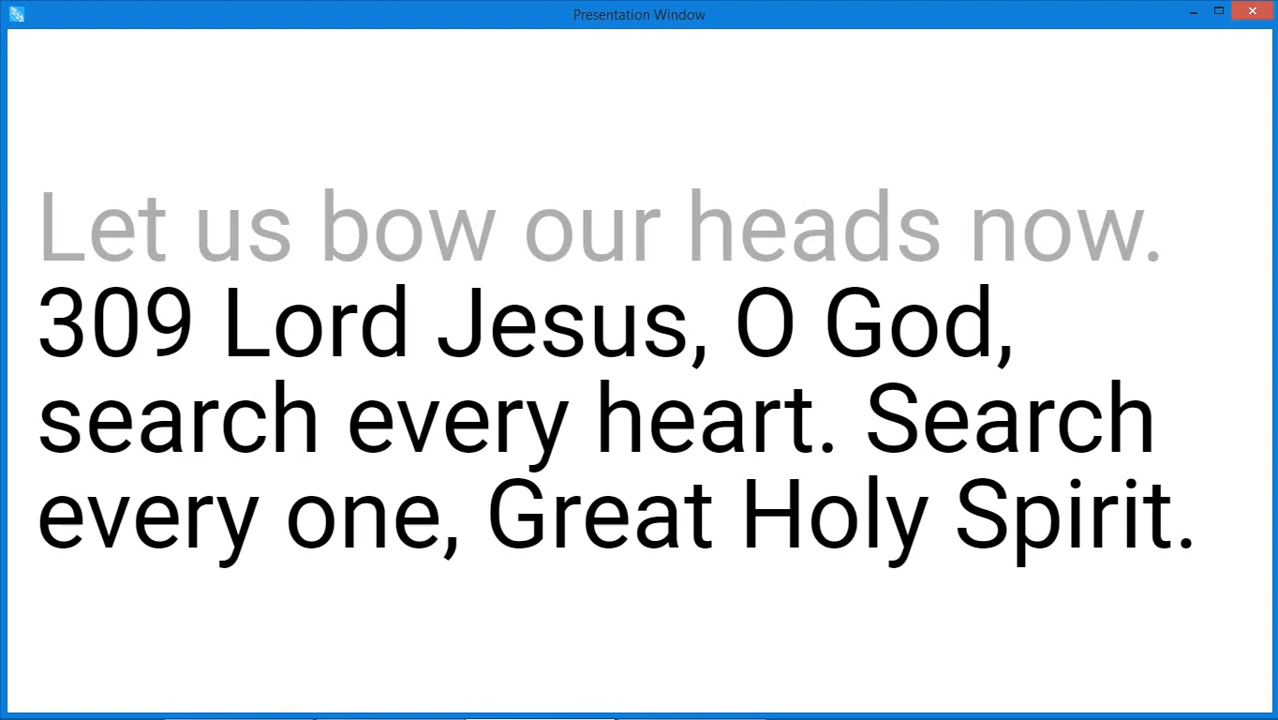 Presentation Window
Let us bow our heads now.
309 Lord Jesus, O God,
search every heart. Search
every one, Great Holy Spirit.